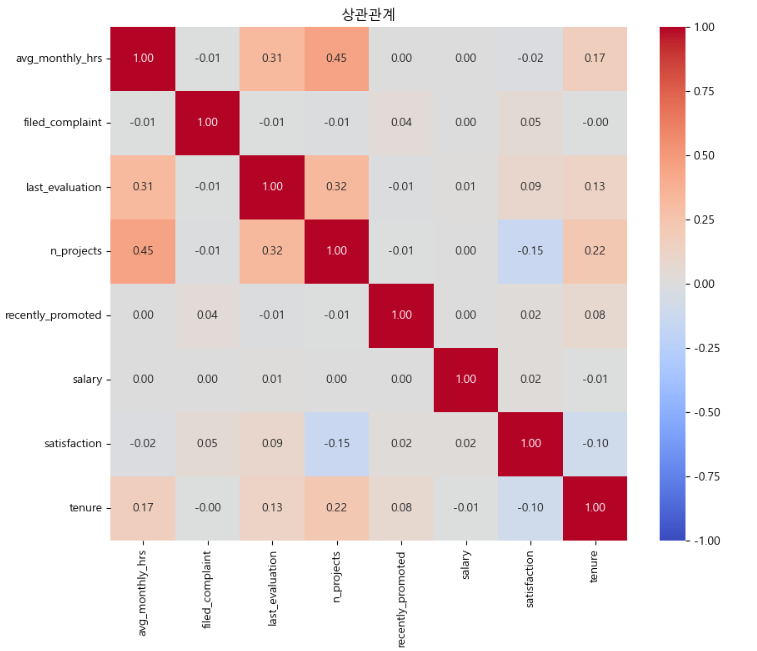 상관관계
avg_monthly_hrs 1.00 -0.01 0.31 0.45 0.00 0.00 -0.02 0.17
filed_complaint -0.01 1.00 -0.01 -0.01 0.04 0.00 0.05 -0.00
last_evaluation 0.31 -0.01 1.00 0.32 -0.01 0.01 0.09 0.13
n_projects 0.45 -0.01 0.32 1.00 -0.01 0.00 -0.15 0.22
recently_promoted 0.00 0.04 -0.01 -0.01 1.00 0.00 0.02 0.08
salary 0.00 0.00 0.01 0.00 0.00 1.00 0.02 -0.01
satisfaction -0.02 0.05 0.09 -0.15 0.02 0.02 1.00 -0.10
tenure 0.17 -0.00 0.13 0.22 0.08 -0.01 -0.10 1.00
avg_monthly_hrs
filed_complaint
last_evaluation
n_projects
recently_promoted
salary
satisfaction
tenure
1.00
0.75
0.50
0.25
0.00
-0.25
-0.50
-0.75
-1.00